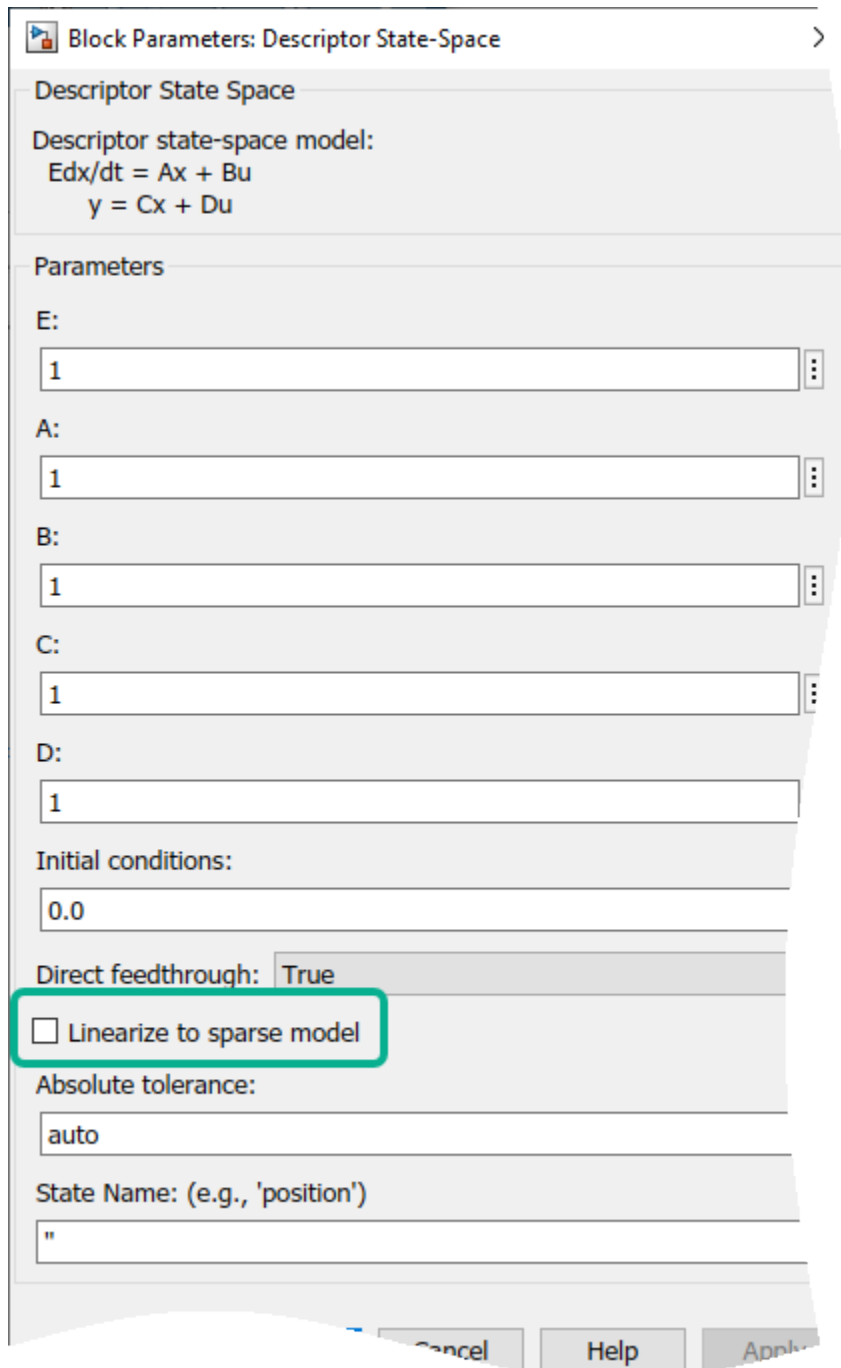 Block Parameters: Descriptor State-Space
Descriptor State Space
Descriptor state-space model:
Edx/dt = Ax + Bu
y = Cx + Du
Parameters
E:
1
A:
1
B:
1
C:
1
D:
1
Initial conditions:
0.0
Direct feedthrough: True
Linearize to sparse model
Absolute tolerance:
auto
State Name: (e.g., 'position')
''
Cancel Help Apply